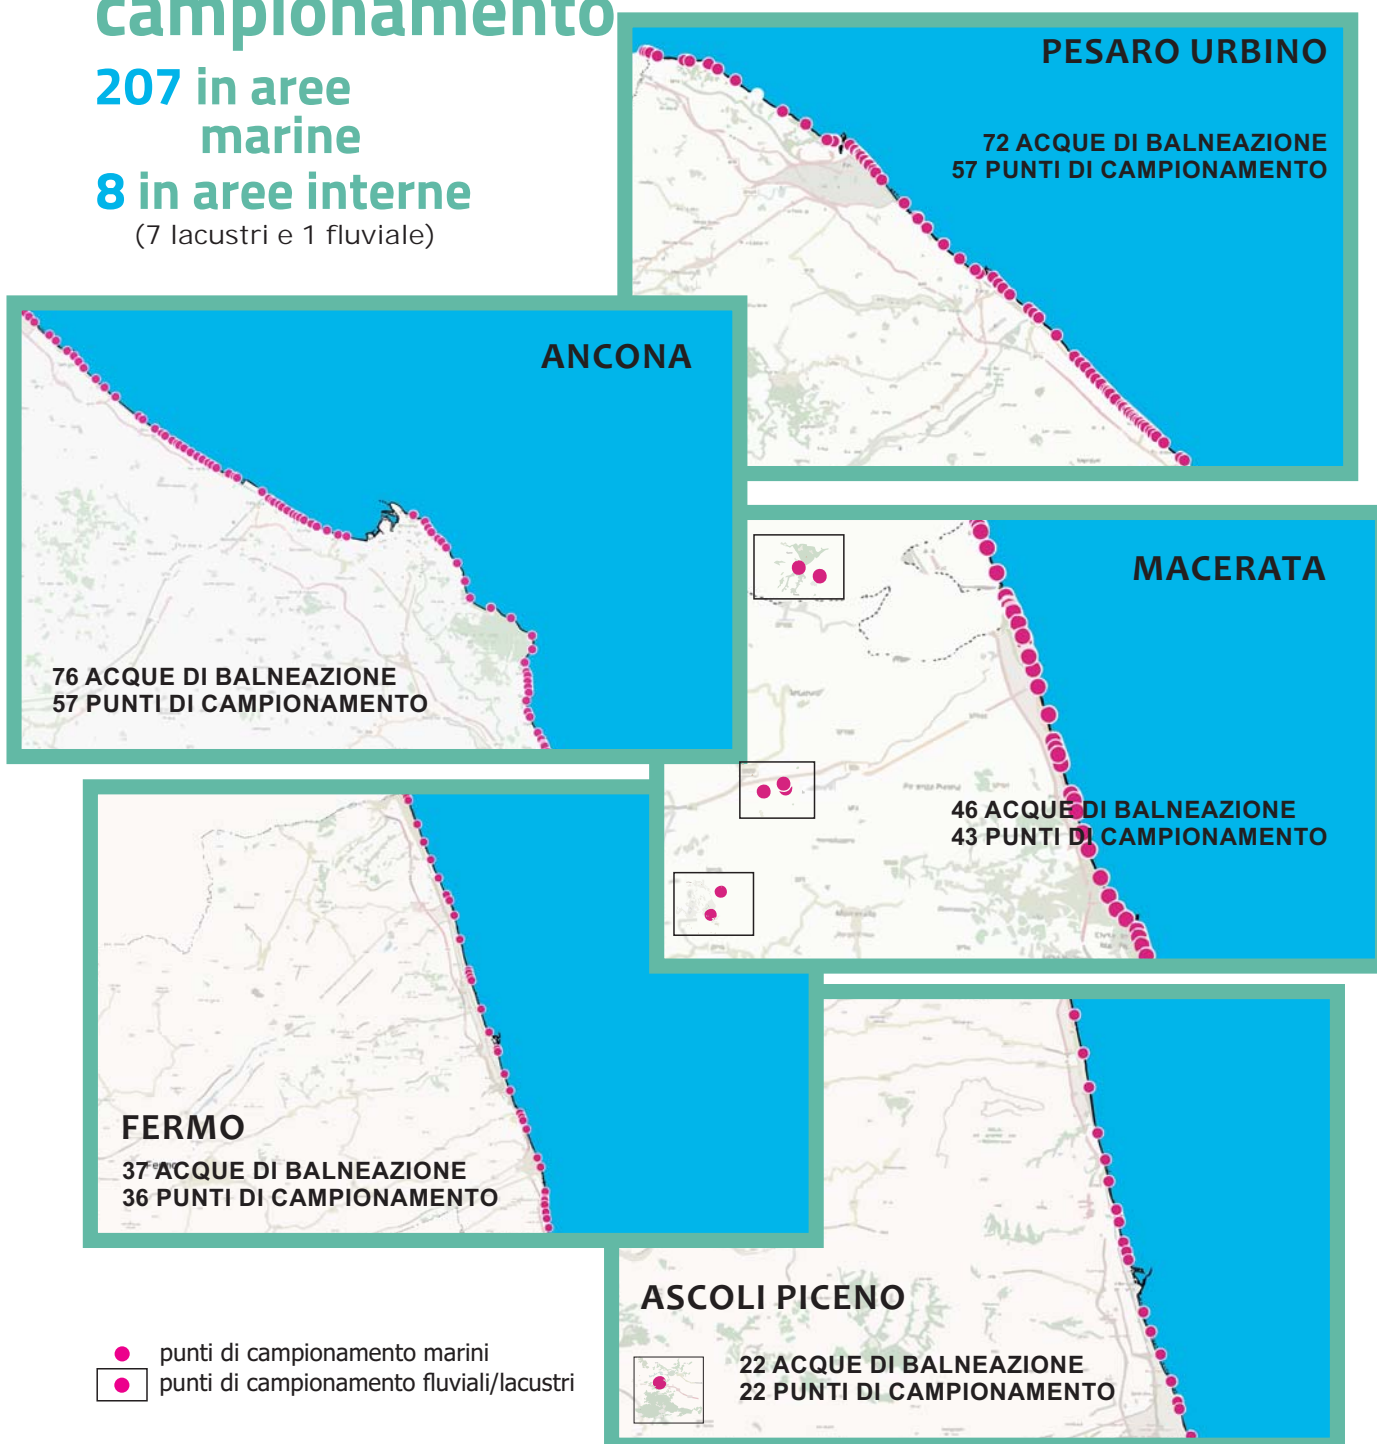 campionamento
207 in aree
marine
8 in aree interne
(7 lacustri e 1 fluviale)
PESARO URBINO
72 ACQUE DI BALNEAZIONE
57 PUNTI DI CAMPIONAMENTO
ANCONA
76 ACQUE DI BALNEAZIONE
57 PUNTI DI CAMPIONAMENTO
MACERATA
46 ACQUE DI BALNEAZIONE
43 PUNTI DI CAMPIONAMENTO
FERMO
37 ACQUE DI BALNEAZIONE
36 PUNTI DI CAMPIONAMENTO
ASCOLI PICENO
22 ACQUE DI BALNEAZIONE
22 PUNTI DI CAMPIONAMENTO
punti di campionamento marini
punti di campionamento fluviali/lacustri